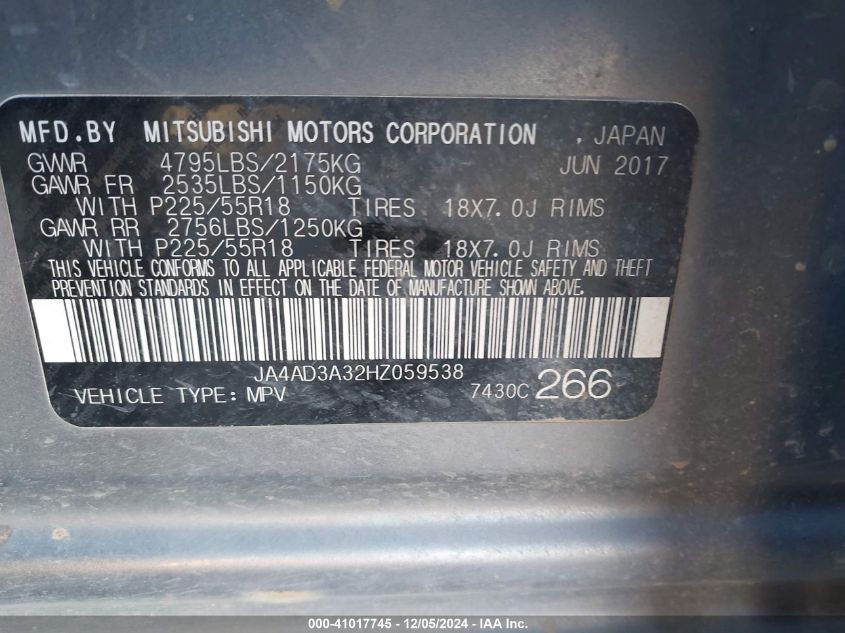 MFD.BY MITSUBISHI MOTORS CORPORATION , JAPAN
GVWR 4795LBS/2175KG JUN 2017
GAWR FR 2535LBS/1150KG
WITH P225/55R18 TIRES 18X7.0J RIMS
GAWR RR 2756LBS/1250KG
WITH P225/55R18 TIRES 18X7.0J RIMS
THIS VEHICLE CONFORMS TO ALL APPLICABLE FEDERAL MOTOR VEHICLE SAFETY AND THEFT
PREVENTION STANDARDS IN EFFECT ON THE DATE OF MANUFACTURE SHOWN ABOVE.
JA4AD3A32HZ059538
VEHICLE TYPE: MPV 7430C 266
000-41017745 - 12/05/2024 - IAA Inc.